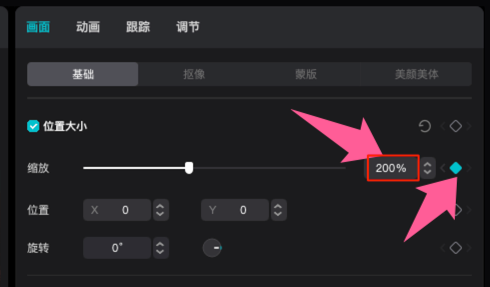 画面 动画 跟踪 调节
基础 抠像 蒙版 美颜美体
位置大小
缩放 200%
位置 X 0 Y 0
旋转 0°